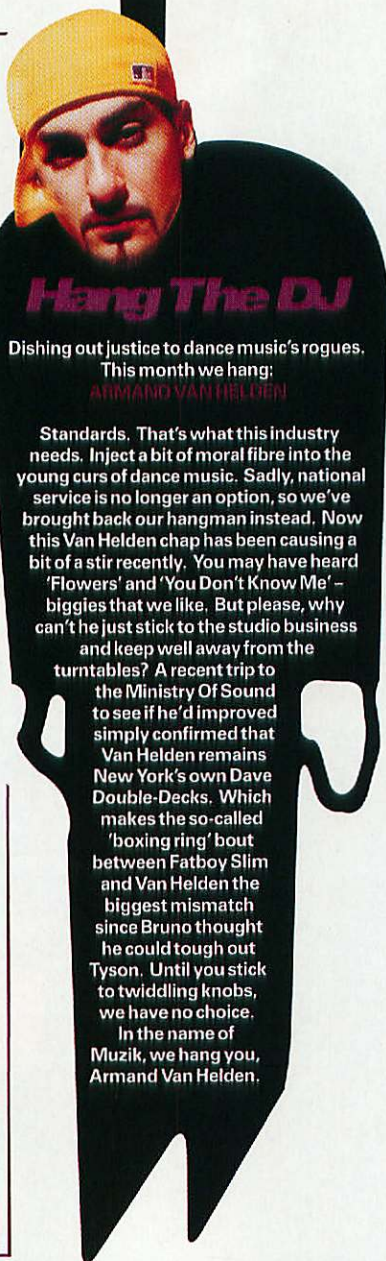 Hang The DJ
Dishing out justice to dance music's rogues.
This month we hang:
ARMAND VAN HELDEN
Standards. That's what this industry
needs. Inject a bit of moral fibre into the
young curs of dance music. Sadly, national
service is no longer an option, so we've
brought back our hangman instead. Now
this Van Helden chap has been causing a
bit of a stir recently. You may have heard
'Flowers' and 'You Don't Know Me' –
biggies that we like. But please, why
can't he just stick to the studio business
and keep well away from the
turntables? A recent trip to
the Ministry Of Sound
to see if he'd improved
simply confirmed that
Van Helden remains
New York's own Dave
Double-Decks. Which
makes the so-called
'boxing ring' bout
between Fatboy Slim
and Van Helden the
biggest mismatch
since Bruno thought
he could tough out
Tyson. Until you stick
to twiddling knobs,
we have no choice.
In the name of
Muzik, we hang you,
Armand Van Helden.